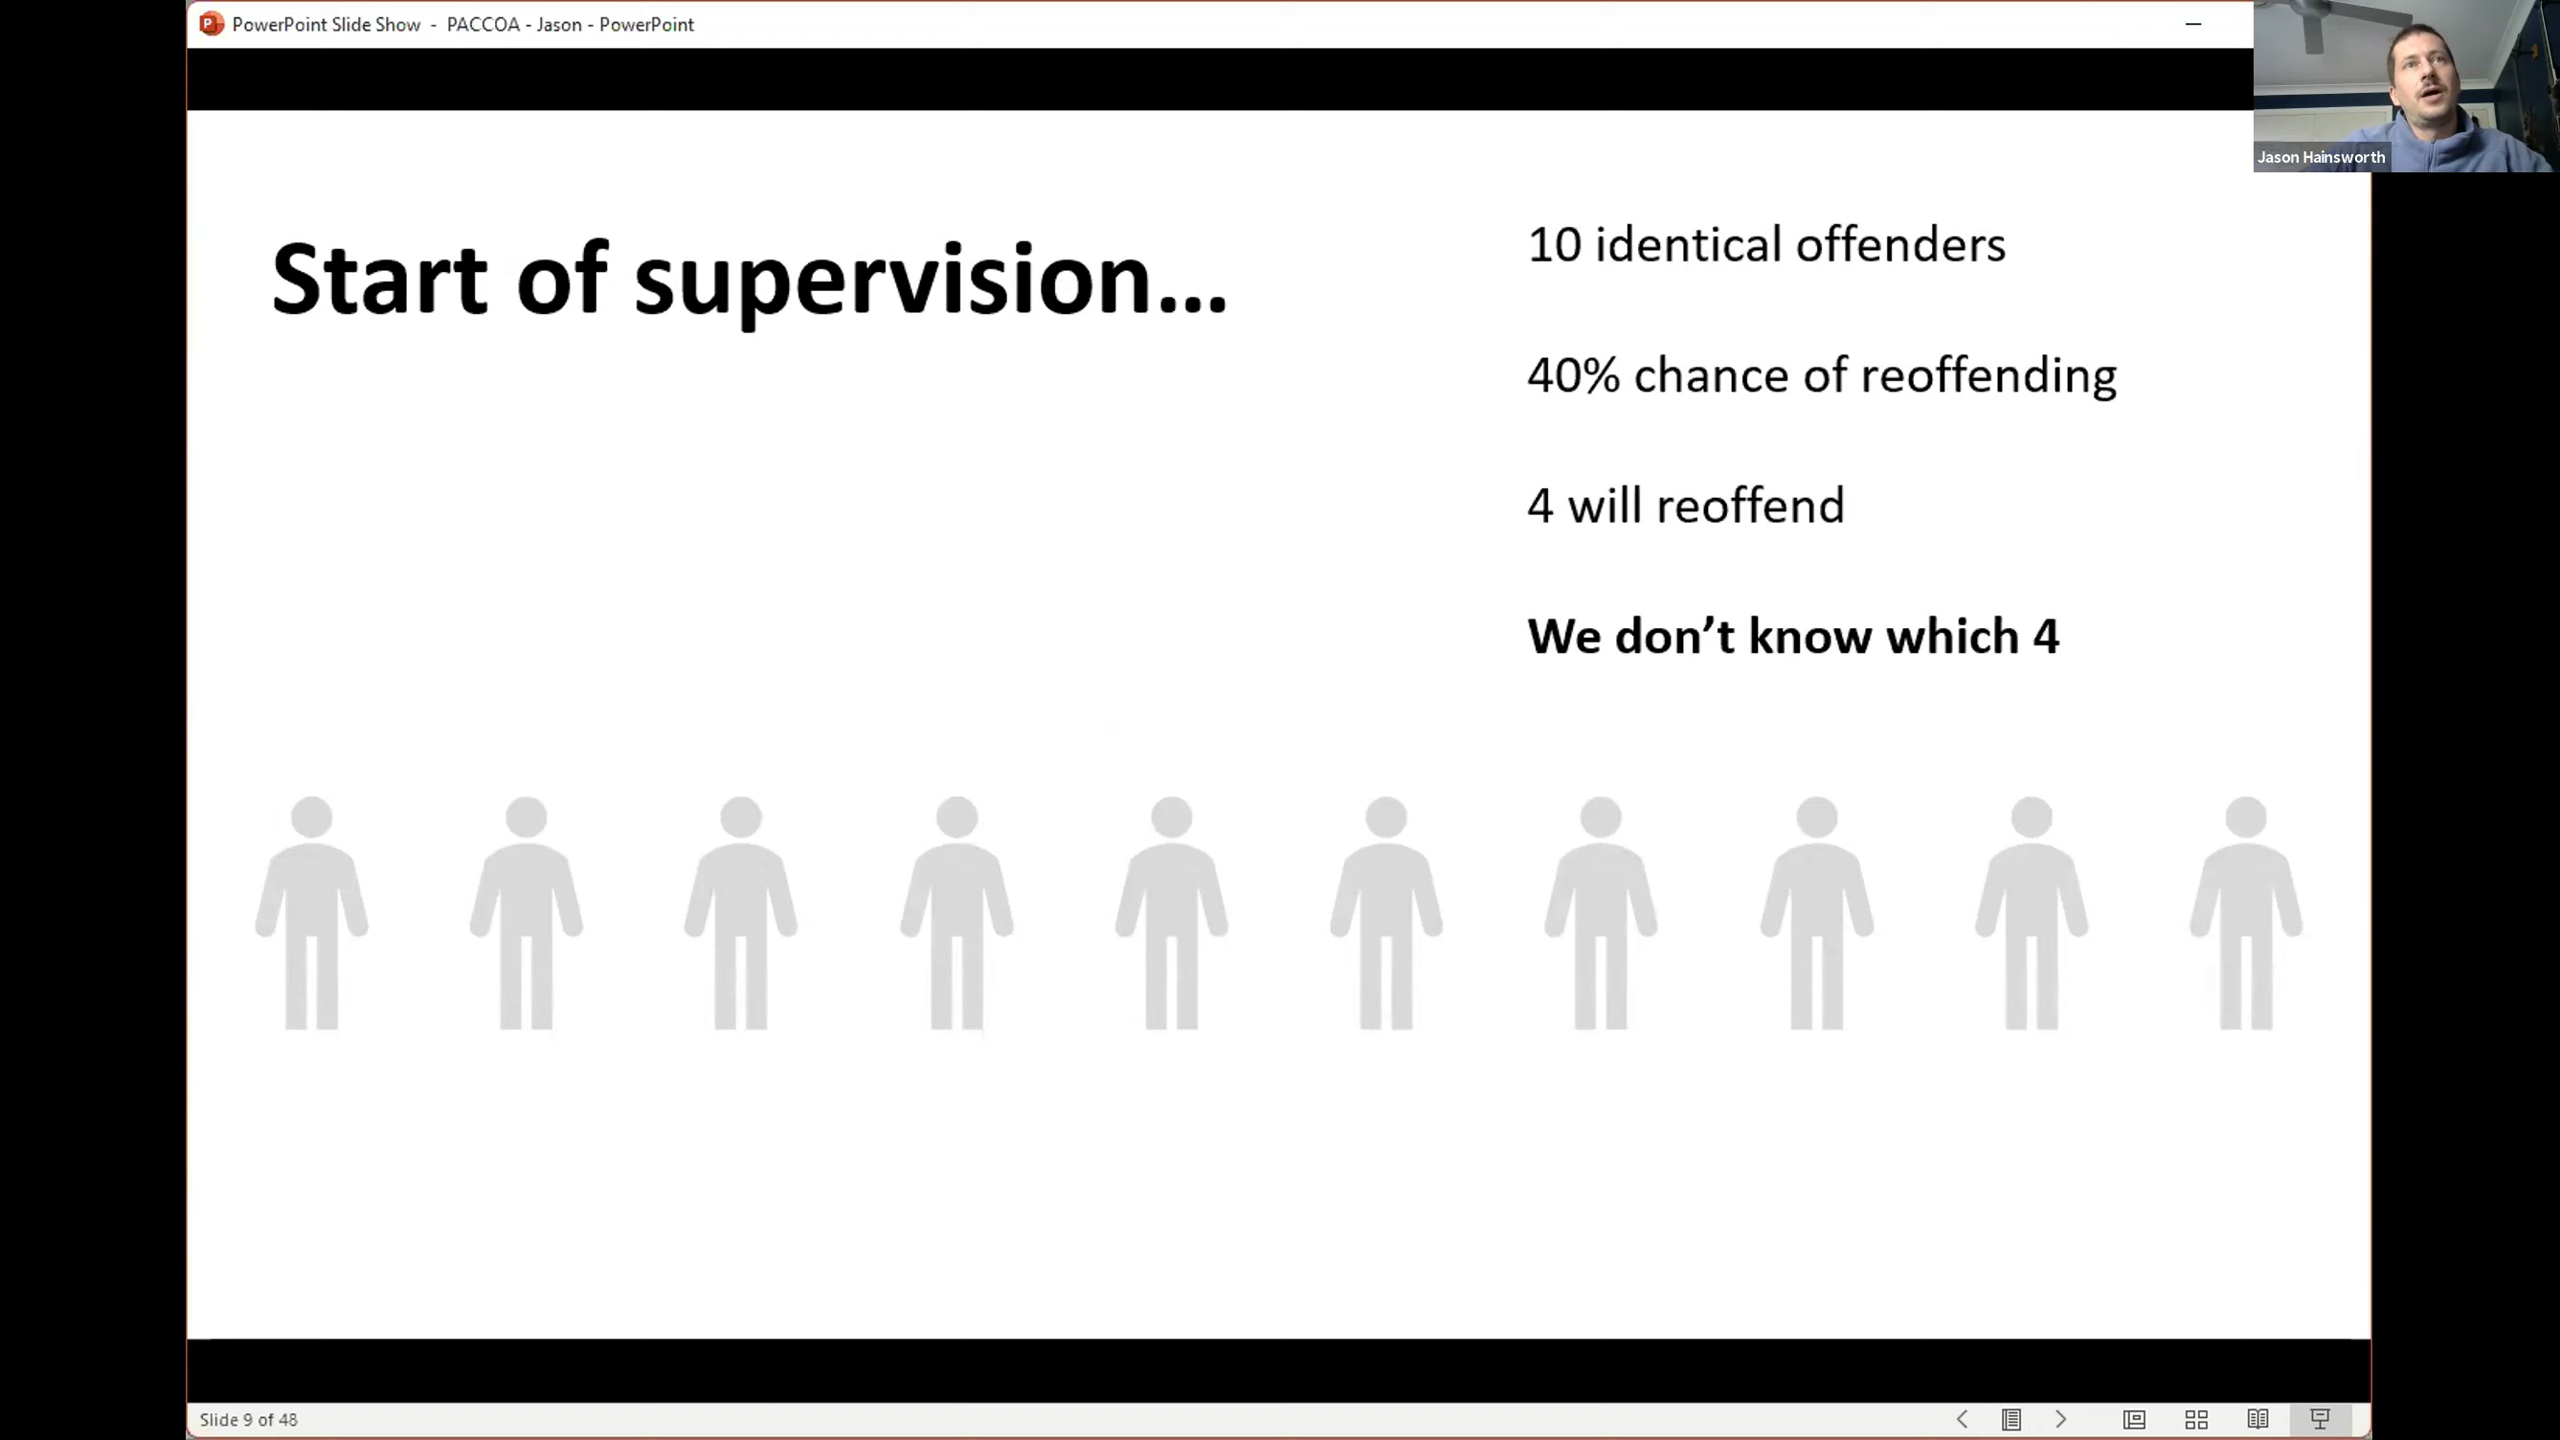 PowerPoint Slide Show - PACCOA - Jason - PowerPoint
Jason Hainsworth
Start of supervision...
10 identical offenders
40% chance of reoffending
4 will reoffend
We don’t know which 4
Slide 9 of 48